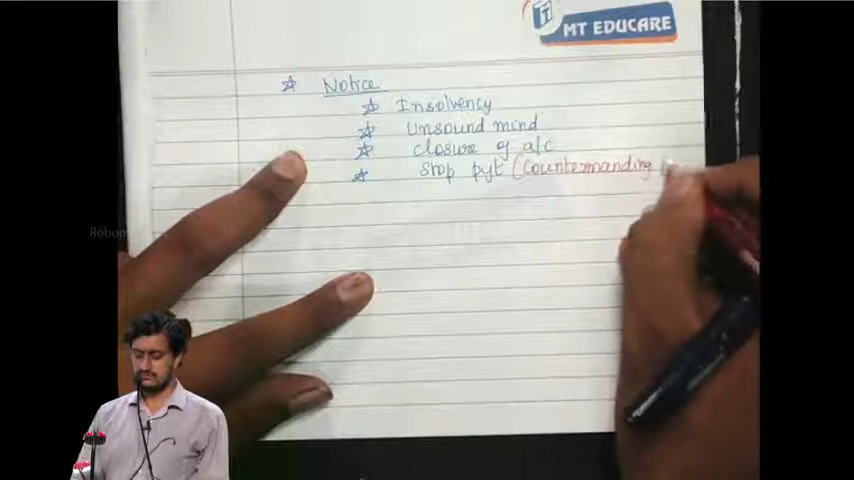 MT EDUCARE
☆ Notice
☆ Insolvency
☆ Unsound mind
☆ closure of a/c
☆ stop pyt (Countermanding